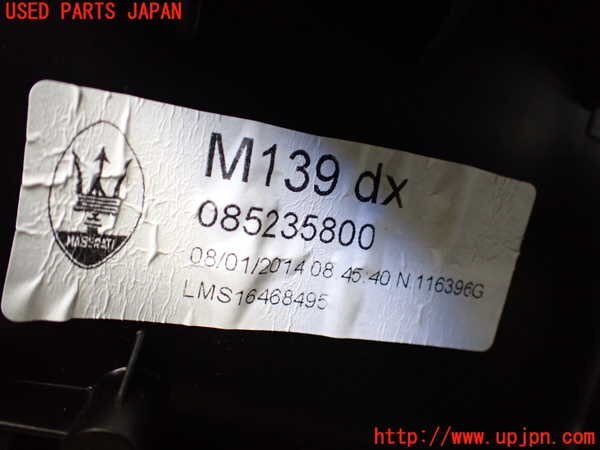 USED PARTS JAPAN
M139 dx
085235800
MASERATI
08/01/2014 08 45:40 N 116396G
LMS16468495
http://www.upjpn.com/